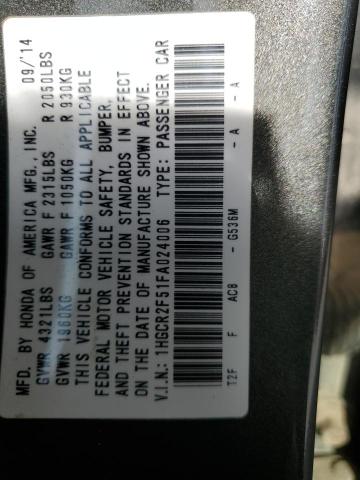 MFD. BY HONDA OF AMERICA MFG., INC. 09/'14
GVWR 4321LBS GAWR F 2315LBS R 2050LBS
GVWR 1960KG GAWR F 1050KG R 930KG
THIS VEHICLE CONFORMS TO ALL APPLICABLE
FEDERAL MOTOR VEHICLE SAFETY, BUMPER,
AND THEFT PREVENTION STANDARDS IN EFFECT
ON THE DATE OF MANUFACTURE SHOWN ABOVE.
V.I.N.: 1HGCR2F51FA024006 TYPE: PASSENGER CAR
T2F F AC8 - G536M - A - A